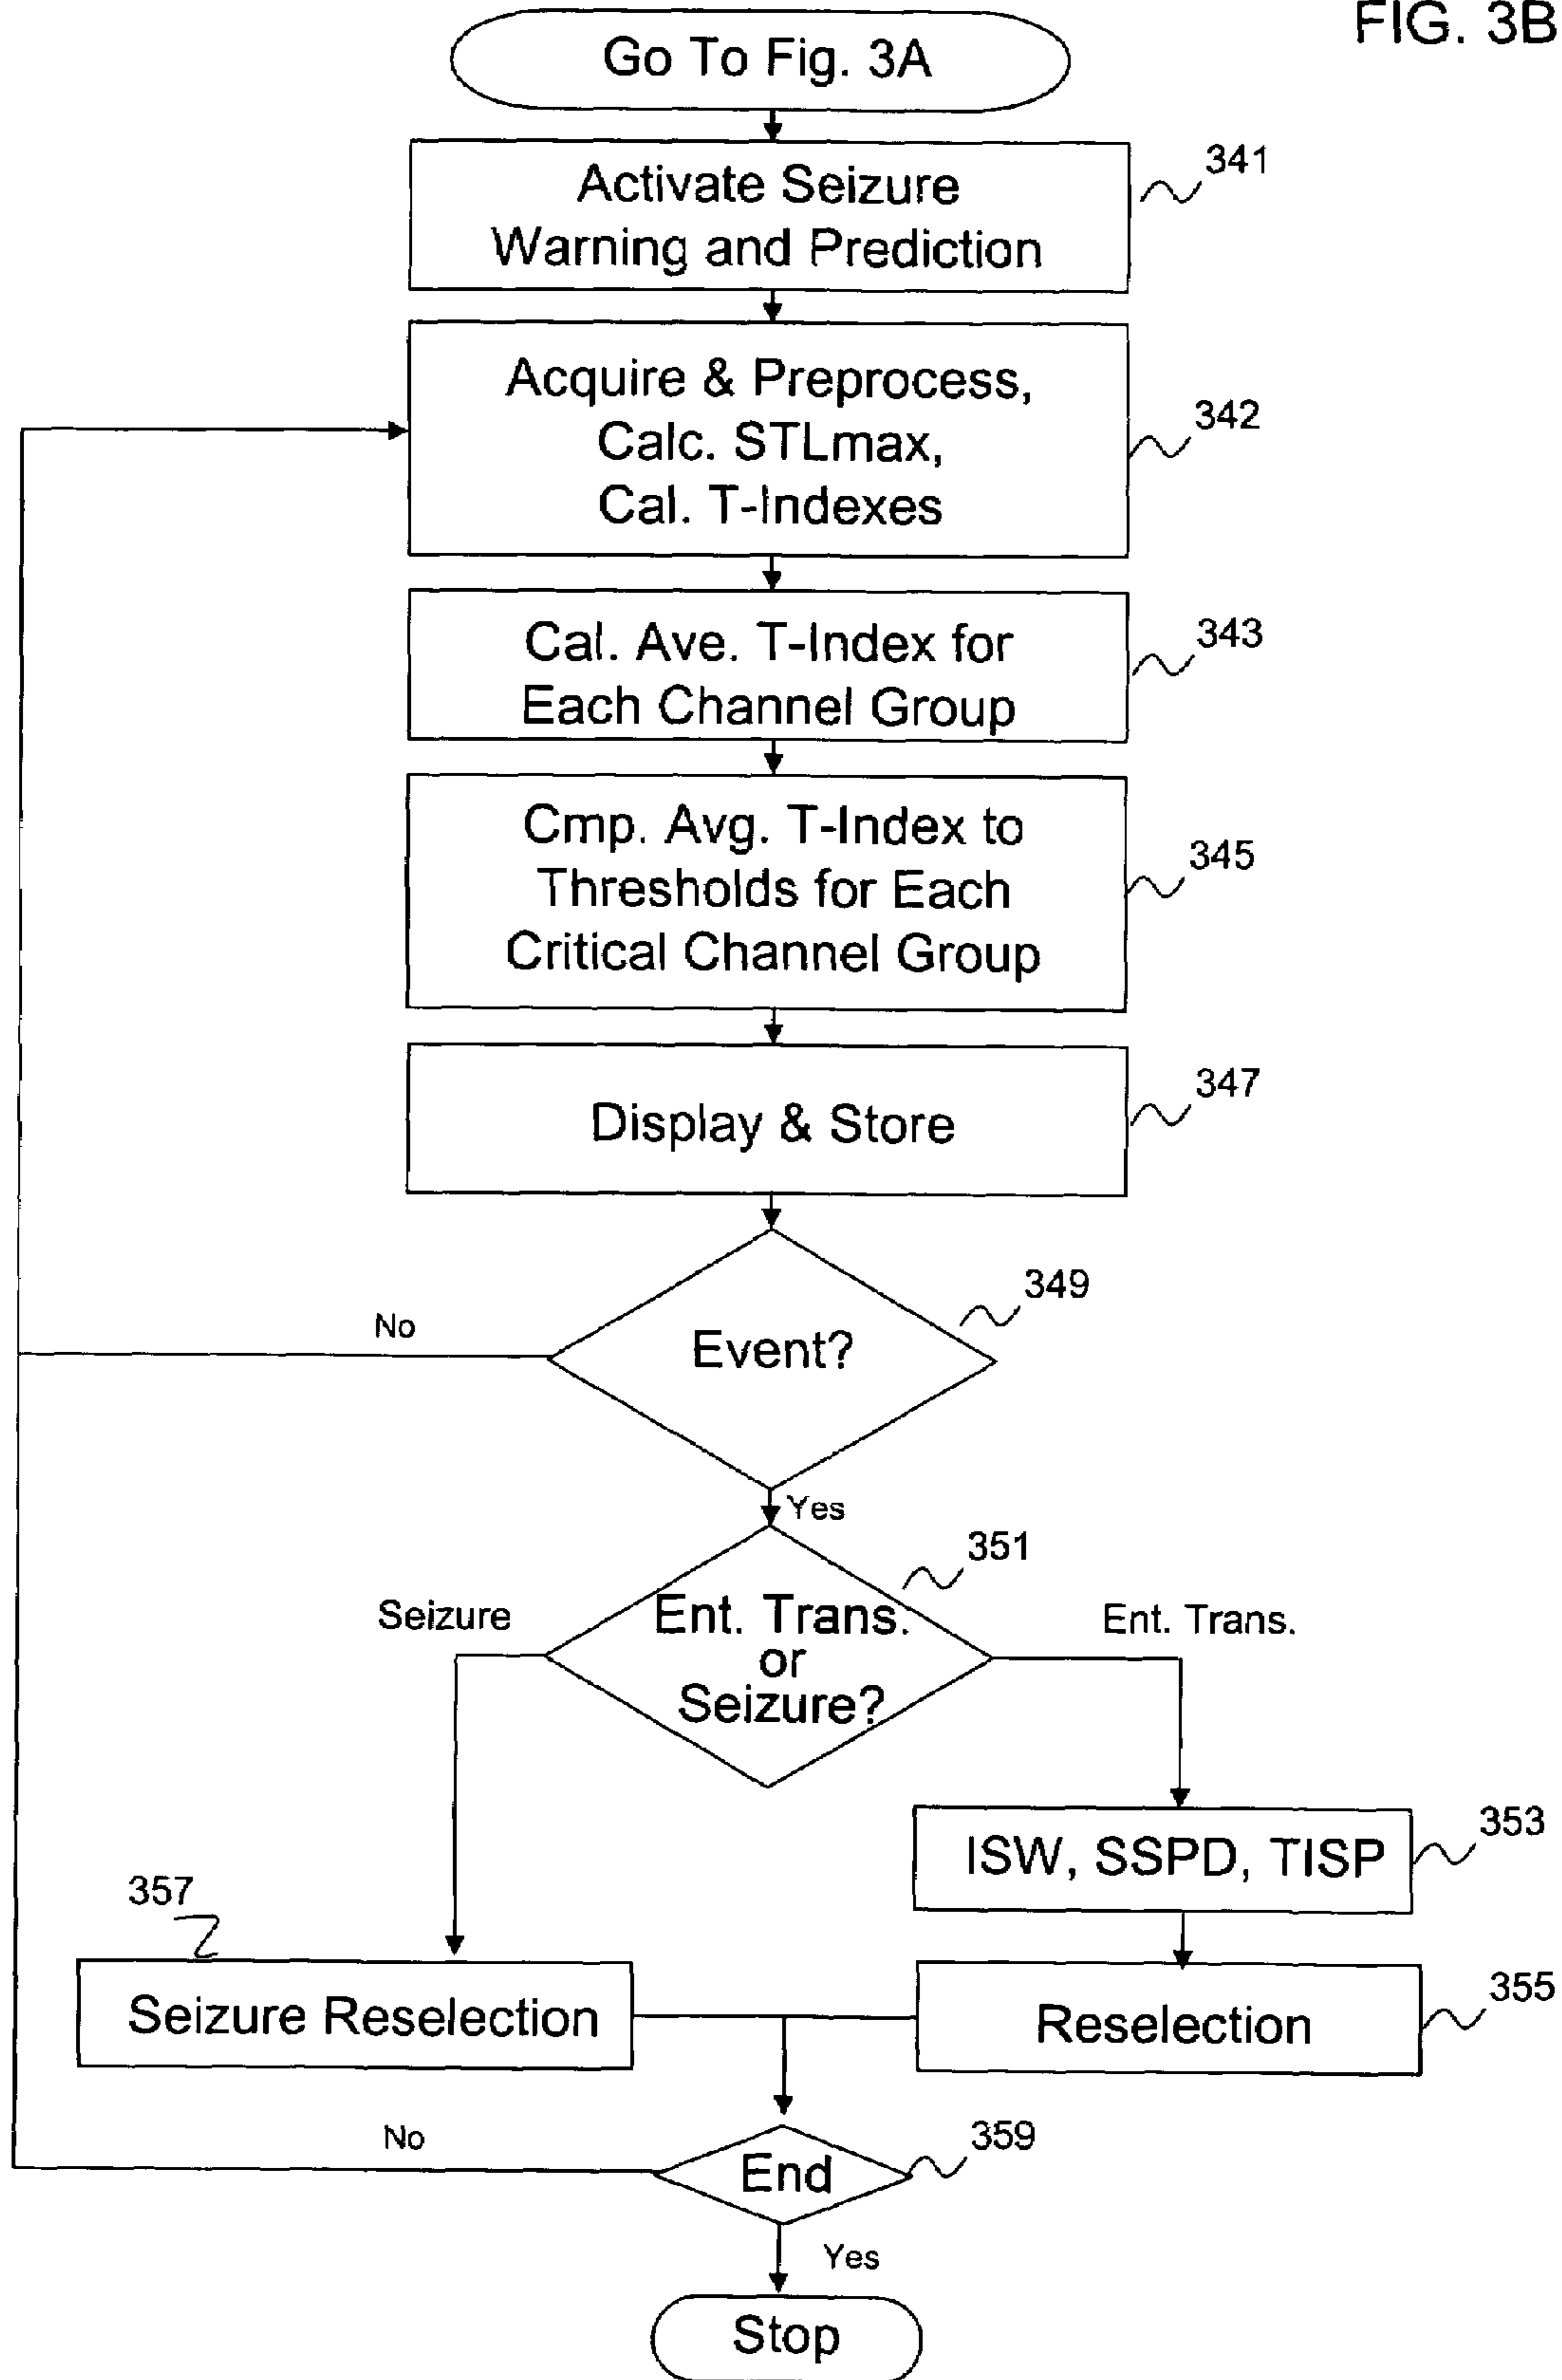 FIG. 3B
Go To Fig. 3A
Activate Seizure
Warning and Prediction
341
Acquire & Preprocess,
Calc. STLmax,
Cal. T-Indexes
342
Cal. Ave. T-Index for
Each Channel Group
343
Cmp. Avg. T-Index to
Thresholds for Each
Critical Channel Group
345
Display & Store
347
Event?
349
No
Yes
Ent. Trans.
or
Seizure?
351
Seizure
Ent. Trans.
ISW, SSPD, TISP
353
357
Seizure Reselection
Reselection
355
No
End
359
Yes
Stop